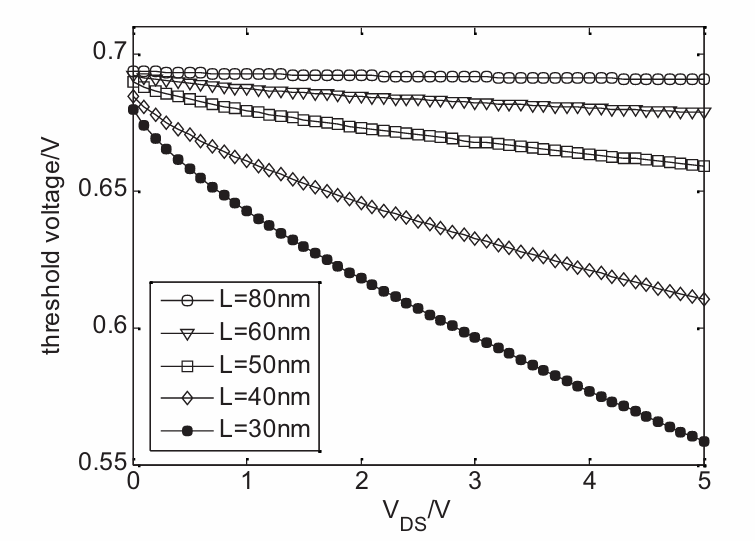 threshold voltage/V
0.7
0.65
0.6
0.55
L=80nm
L=60nm
L=50nm
L=40nm
L=30nm
0 1 2 3 4 5
V_DS/V